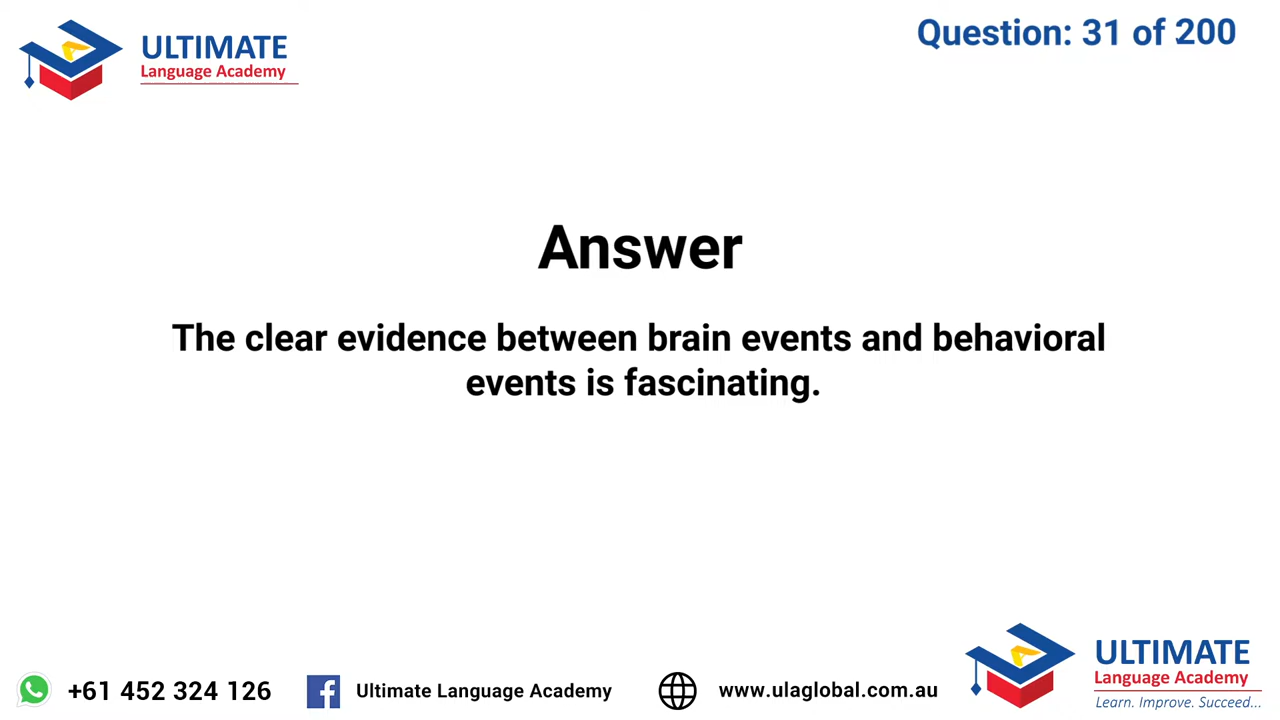 ULTIMATE
Language Academy
Question: 31 of 200
Answer
The clear evidence between brain events and behavioral
events is fascinating.
+61 452 324 126
Ultimate Language Academy
www.ulaglobal.com.au
ULTIMATE
Language Academy
Learn. Improve. Succeed...